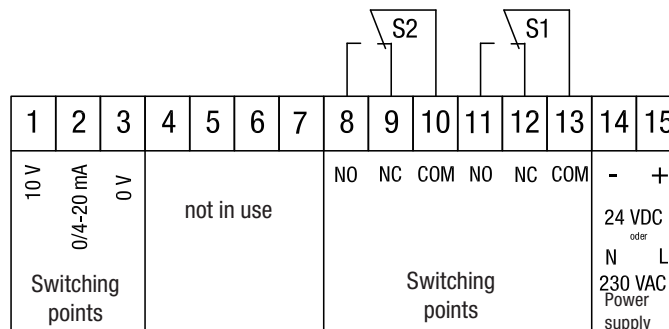 S2 S1
1 2 3 4 5 6 7 8 9 10 11 12 13 14 15
10 V 0/4-20 mA 0 V
not in use
NO NC COM NO NC COM
- +
24 VDC
oder
N L
230 VAC
Switching
points
Switching
points
Power
supply